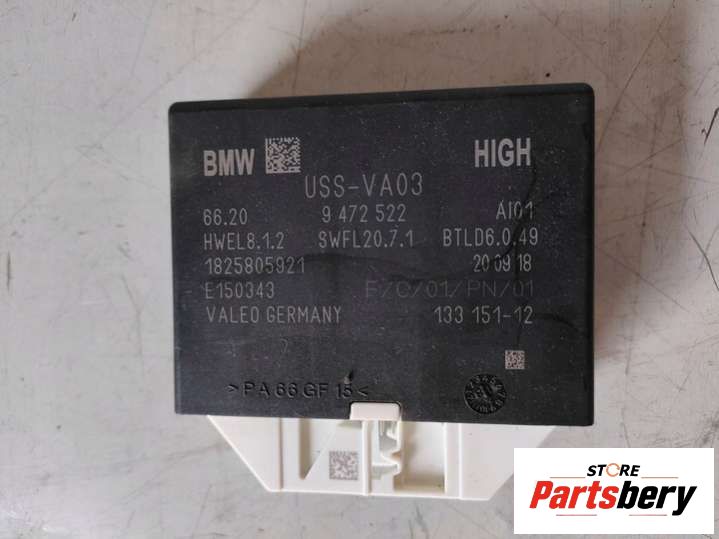 BMW HIGH
USS-VA03
66.20 9 472 522 AI01
HWEL8.1.2 SWFL20.7.1 BTLD6.0.49
1825805921 20 09 18
E150343 F/C/01/PN/01
VALEO GERMANY 133 151-12
>PA 66 GF 15<
STORE
Partsbery